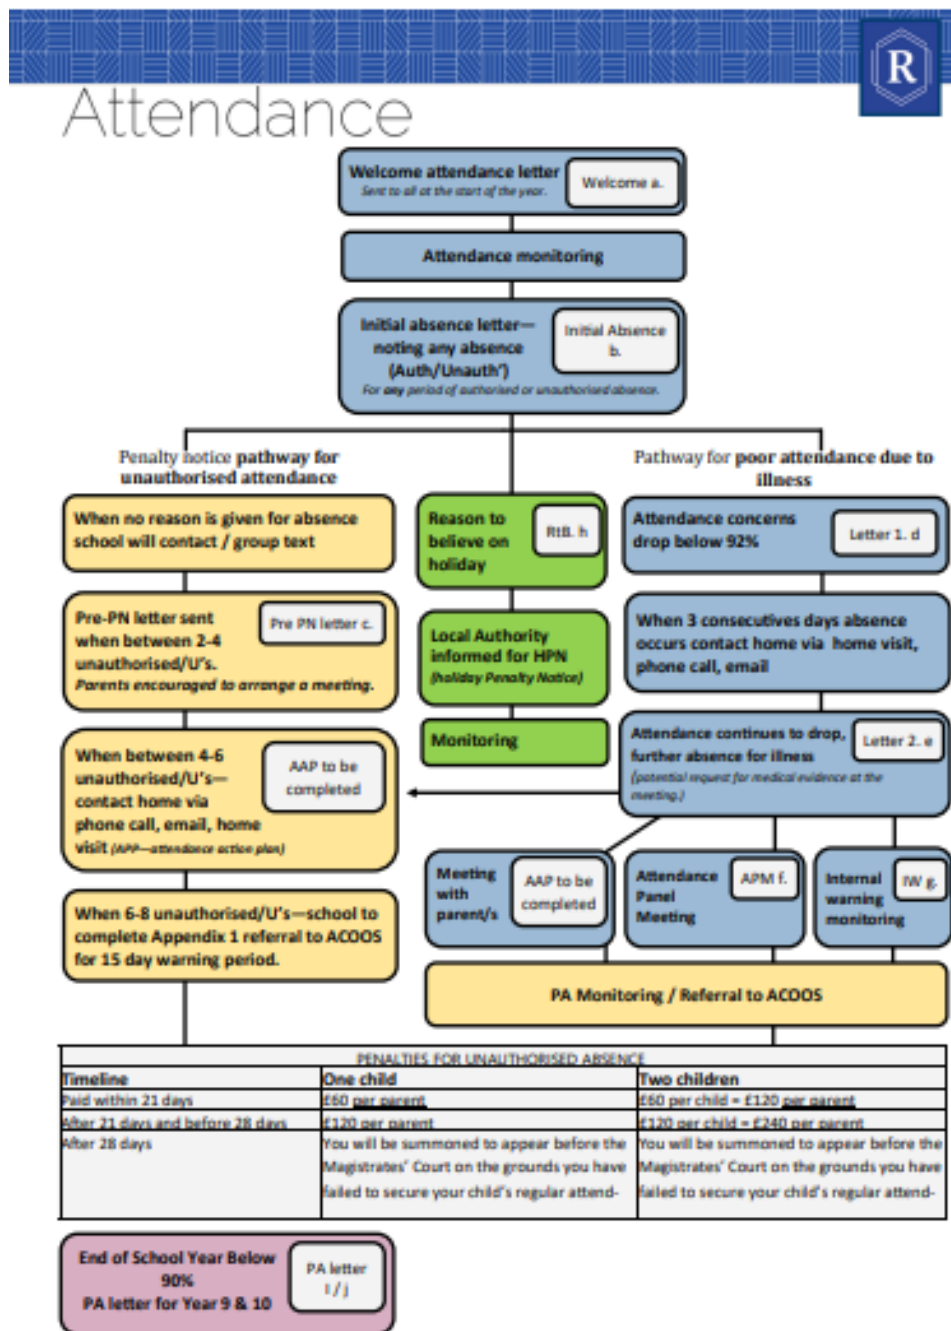 R
Attendance
Welcome attendance letter
Sent to all at the start of the year.
Welcome a.
Attendance monitoring
Initial absence letter—
noting any absence
(Auth/Unauth')
For any period of authorised or unauthorised absence.
Initial Absence
b.
Penalty notice pathway for
unauthorised attendance
When no reason is given for absence
school will contact / group text
Pre-PN letter sent
when between 2-4
unauthorised/U's.
Parents encouraged to arrange a meeting.
Pre PN letter c.
When between 4-6
unauthorised/U's—
contact home via
phone call, email, home
visit (APP—attendance action plan)
AAP to be
completed
When 6-8 unauthorised/U's—school to
complete Appendix 1 referral to ACOOS
for 15 day warning period.
Reason to
believe on
holiday
RtB. h
Local Authority
informed for HPN
(holiday Penalty Notice)
Monitoring
Pathway for poor attendance due to
illness
Attendance concerns
drop below 92%
Letter 1. d
When 3 consecutives days absence
occurs contact home via home visit,
phone call, email
Attendance continues to drop,
further absence for illness
(potential request for medical evidence at the
meeting.)
Letter 2. e
Meeting
with
parent/s
AAP to be
completed
Attendance
Panel
Meeting
APM f.
Internal
warning
monitoring
IW g.
PA Monitoring / Referral to ACOOS
PENALTIES FOR UNAUTHORISED ABSENCE
Timeline One child Two children
Paid within 21 days £60 per parent £60 per child = £120 per parent
After 21 days and before 28 days £120 per parent £120 per child = £240 per parent
After 28 days You will be summoned to appear before the You will be summoned to appear before the
Magistrates' Court on the grounds you have Magistrates' Court on the grounds you have
failed to secure your child's regular attend- failed to secure your child's regular attend-
End of School Year Below
90%
PA letter for Year 9 & 10
PA letter
I / j